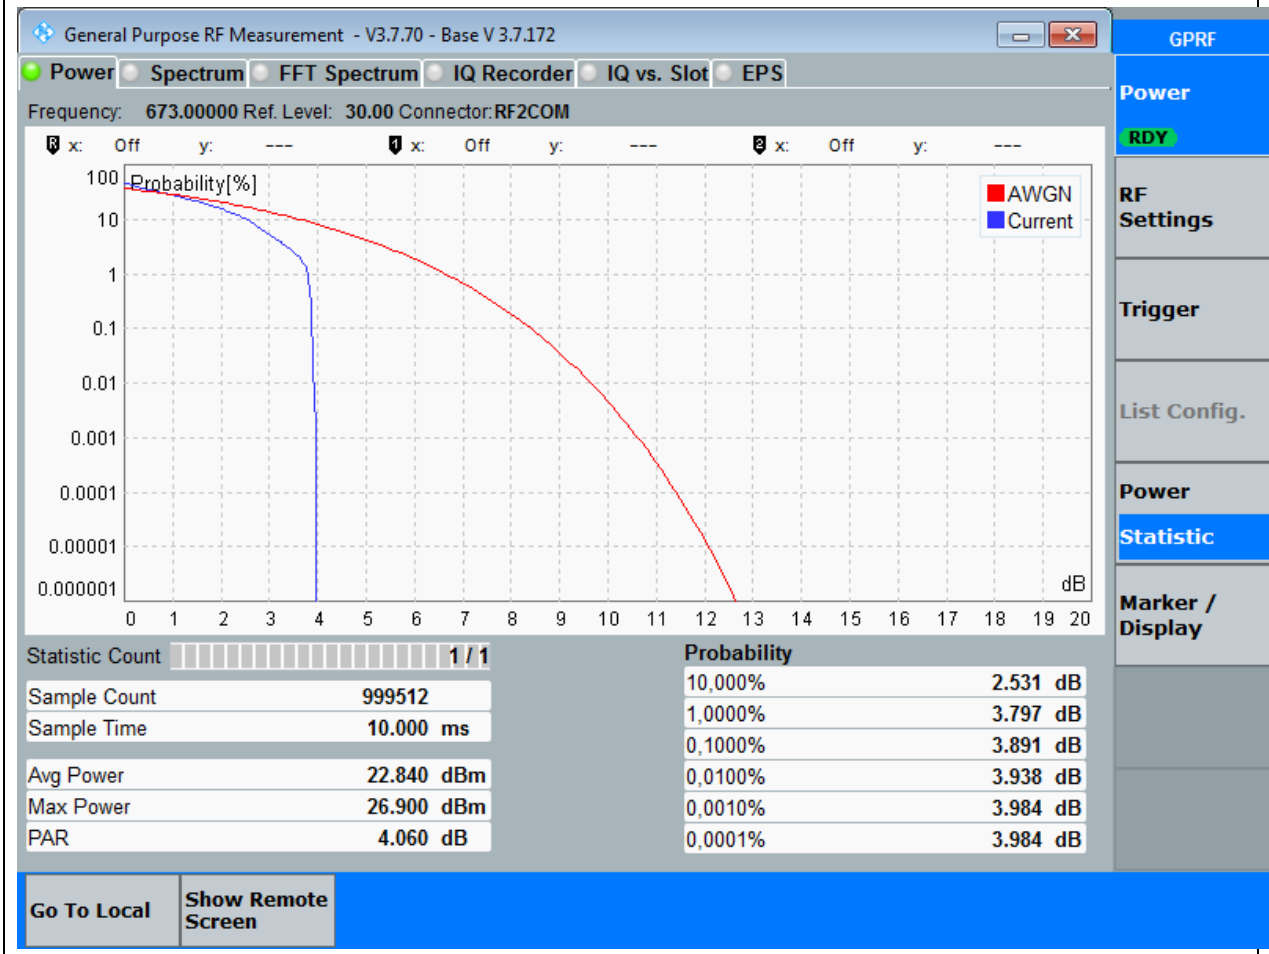 General Purpose RF Measurement - V3.7.70 - Base V 3.7.172
GPRF
Power Spectrum FFT Spectrum IQ Recorder IQ vs. Slot EPS
Frequency: 673.00000 Ref. Level: 30.00 Connector:RF2COM
R x: Off y: --- 1 x: Off y: --- 2 x: Off y: ---
Probability[%]
100
10
1
0.1
0.01
0.001
0.0001
0.00001
0.000001
AWGN
Current
dB
0 1 2 3 4 5 6 7 8 9 10 11 12 13 14 15 16 17 18 19 20
Statistic Count 1 / 1
Sample Count 999512
Sample Time 10.000 ms
Avg Power 22.840 dBm
Max Power 26.900 dBm
PAR 4.060 dB
Probability
10,000% 2.531 dB
1,0000% 3.797 dB
0,1000% 3.891 dB
0,0100% 3.938 dB
0,0010% 3.984 dB
0,0001% 3.984 dB
Power
RDY
RF
Settings
Trigger
List Config.
Power
Statistic
Marker /
Display
Go To Local
Show Remote
Screen